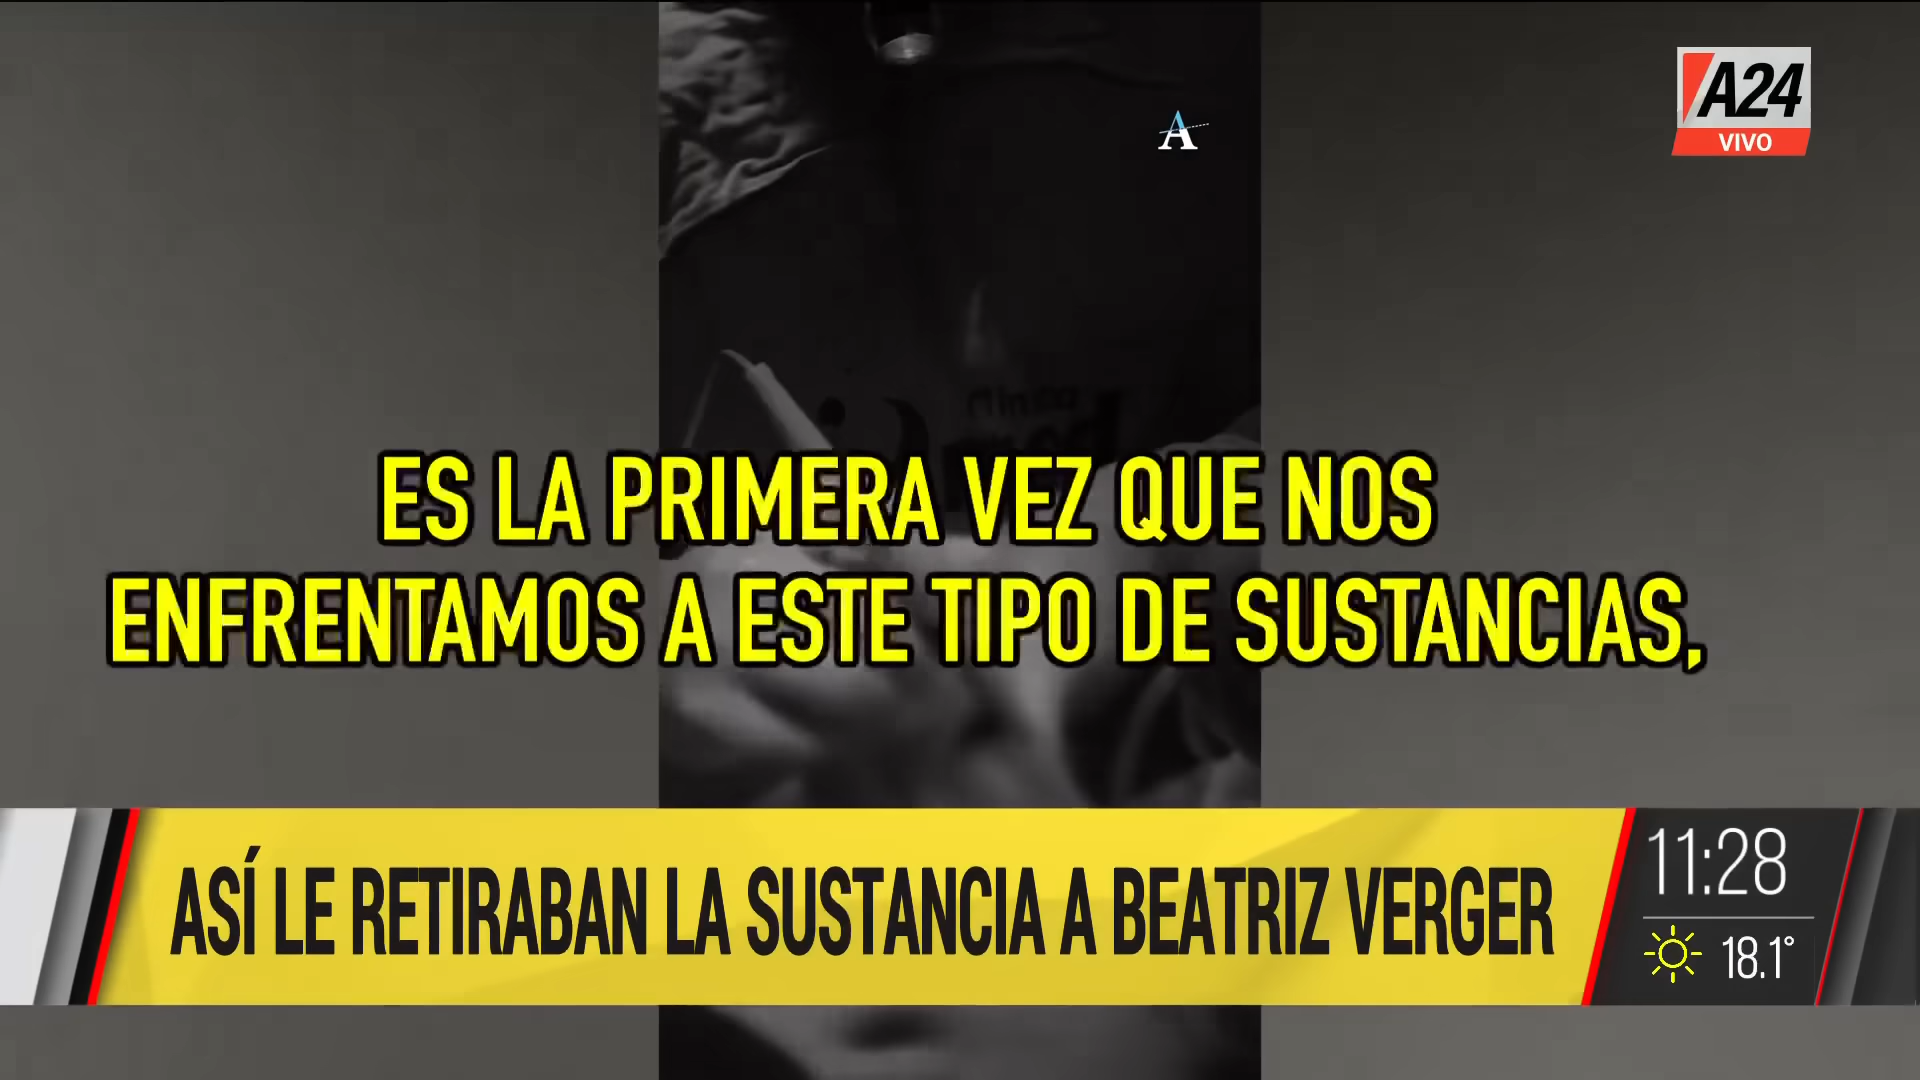 A24
VIVO
A
ES LA PRIMERA VEZ QUE NOS
ENFRENTAMOS A ESTE TIPO DE SUSTANCIAS,
ASÍ LE RETIRABAN LA SUSTANCIA A BEATRIZ VERGER
11:28
18.1°